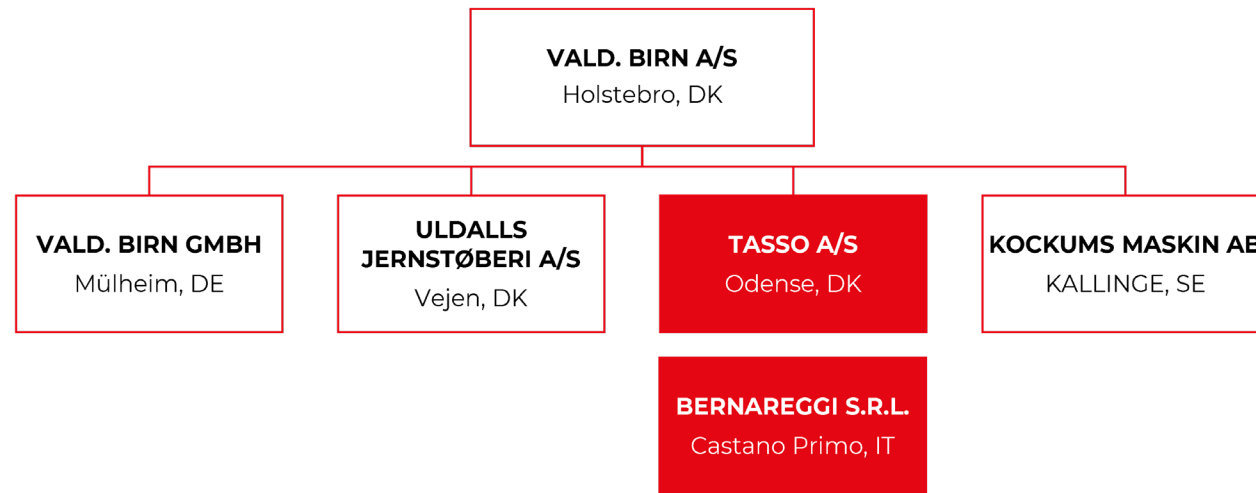 VALD. BIRN A/S
Holstebro, DK
VALD. BIRN GMBH
Mülheim, DE
ULDALLS
JERNSTØBERI A/S
Vejen, DK
TASSO A/S
Odense, DK
KOCKUMS MASKIN AB
KALLINGE, SE
BERNAREGGI S.R.L.
Castano Primo, IT